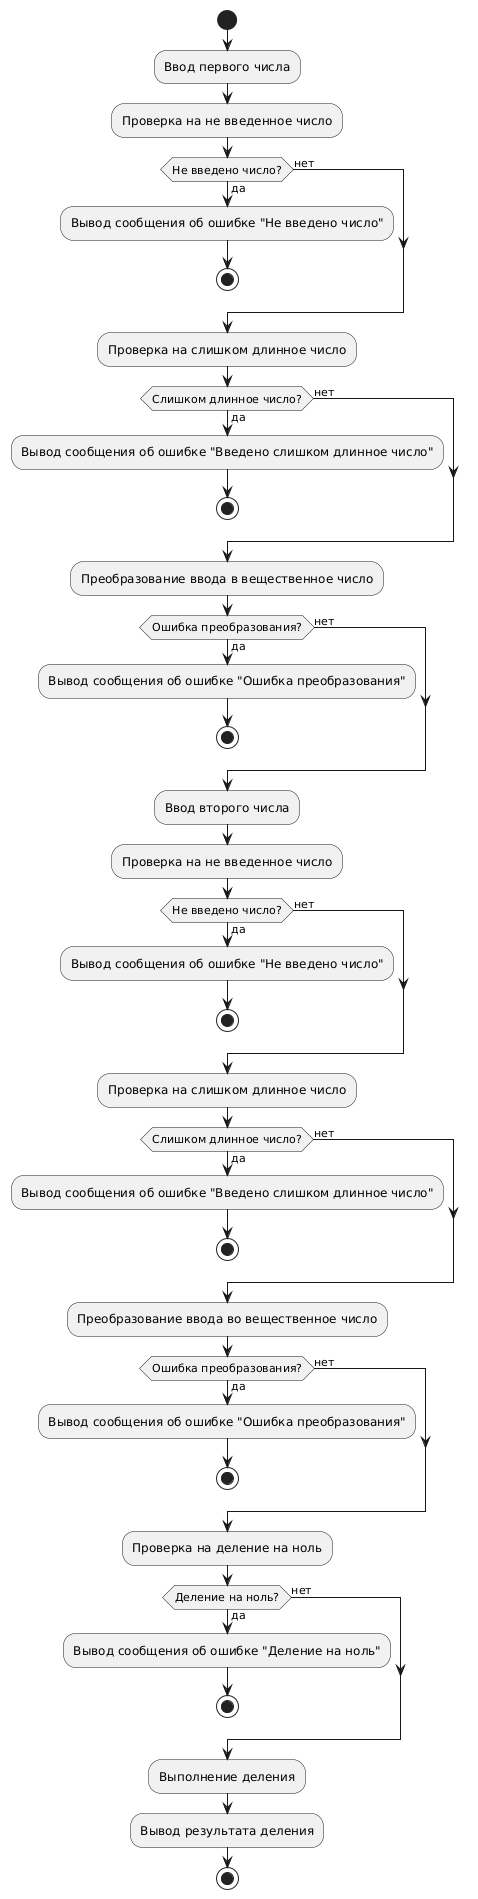 Ввод первого числа
Проверка на не введенное число
Не введено число?
нет
да
Вывод сообщения об ошибке "Не введено число"
Проверка на слишком длинное число
Слишком длинное число?
нет
да
Вывод сообщения об ошибке "Введено слишком длинное число"
Преобразование ввода в вещественное число
Ошибка преобразования?
нет
да
Вывод сообщения об ошибке "Ошибка преобразования"
Ввод второго числа
Проверка на не введенное число
Не введено число?
нет
да
Вывод сообщения об ошибке "Не введено число"
Проверка на слишком длинное число
Слишком длинное число?
нет
да
Вывод сообщения об ошибке "Введено слишком длинное число"
Преобразование ввода во вещественное число
Ошибка преобразования?
нет
да
Вывод сообщения об ошибке "Ошибка преобразования"
Проверка на деление на ноль
Деление на ноль?
нет
да
Вывод сообщения об ошибке "Деление на ноль"
Выполнение деления
Вывод результата деления